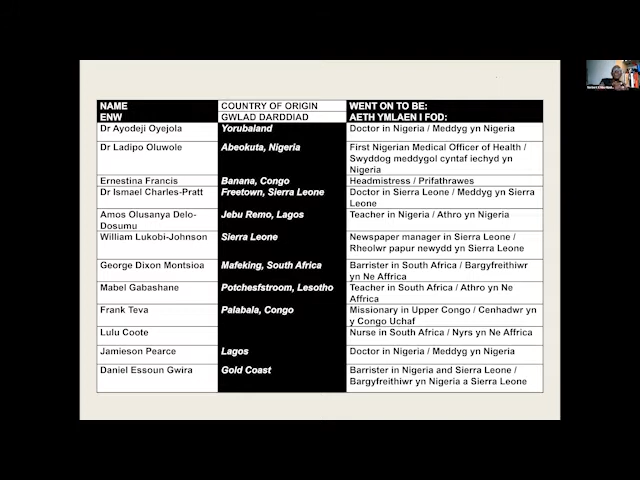 NAME COUNTRY OF ORIGIN WENT ON TO BE:
ENW GWLAD DARDDIAD AETH YMLAEN I FOD:
Dr Ayodeji Oyejola Yorubaland Doctor in Nigeria / Meddyg yn Nigeria
Dr Ladipo Oluwole Abeokuta, Nigeria First Nigerian Medical Officer of Health /
Swyddog meddygol cyntaf iechyd yn
Nigeria
Ernestina Francis Banana, Congo Headmistress / Prifathrawes
Dr Ismael Charles-Pratt Freetown, Sierra Leone Doctor in Sierra Leone / Meddyg yn Sierra
Leone
Amos Olusanya Delo- Jebu Remo, Lagos Teacher in Nigeria / Athro yn Nigeria
Dosumu
William Lukobi-Johnson Sierra Leone Newspaper manager in Sierra Leone /
Rheolwr papur newydd yn Sierra Leone
George Dixon Montsioa Mafeking, South Africa Barrister in South Africa / Bargyfreithiwr
yn Ne Affrica
Mabel Gabashane Potchesfstroom, Lesotho Teacher in South Africa / Athro yn Ne
Affrica
Frank Teva Palabala, Congo Missionary in Upper Congo / Cenhadwr yn
y Congo Uchaf
Lulu Coote Nurse in South Africa / Nyrs yn Ne Affrica
Jamieson Pearce Lagos Doctor in Nigeria / Meddyg yn Nigeria
Daniel Essoun Gwira Gold Coast Barrister in Nigeria and Sierra Leone /
Bargyfreithiwr yn Nigeria a Sierra Leone